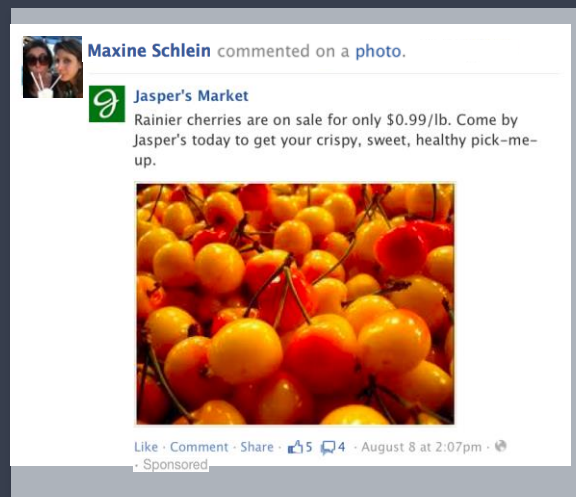 Maxine Schlein commented on a photo.
Jasper's Market
Rainier cherries are on sale for only $0.99/lb. Come by
Jasper's today to get your crispy, sweet, healthy pick-me-
up.
Like · Comment · Share · 5 4 · August 8 at 2:07pm ·
· Sponsored